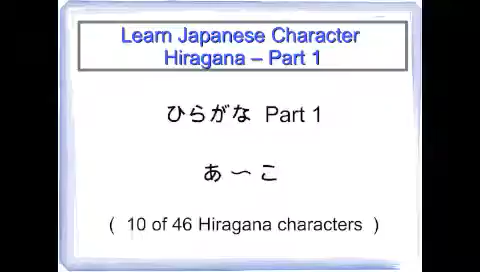 Learn Japanese Character
Hiragana – Part 1
ひらがな Part 1
あ ～ こ
( 10 of 46 Hiragana characters )